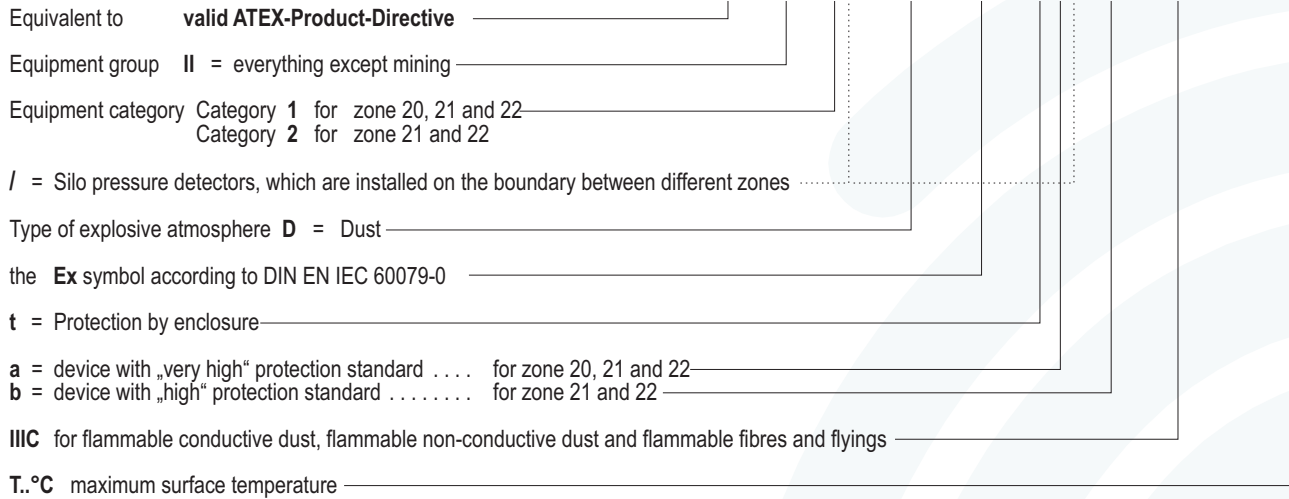 Equivalent to valid ATEX-Product-Directive
Equipment group II = everything except mining
Equipment category Category 1 for zone 20, 21 and 22
Category 2 for zone 21 and 22
/ = Silo pressure detectors, which are installed on the boundary between different zones
Type of explosive atmosphere D = Dust
the Ex symbol according to DIN EN IEC 60079-0
t = Protection by enclosure
a = device with „very high“ protection standard . . . . for zone 20, 21 and 22
b = device with „high“ protection standard . . . . . . . . for zone 21 and 22
IIIC for flammable conductive dust, flammable non-conductive dust and flammable fibres and flyings
T..°C maximum surface temperature